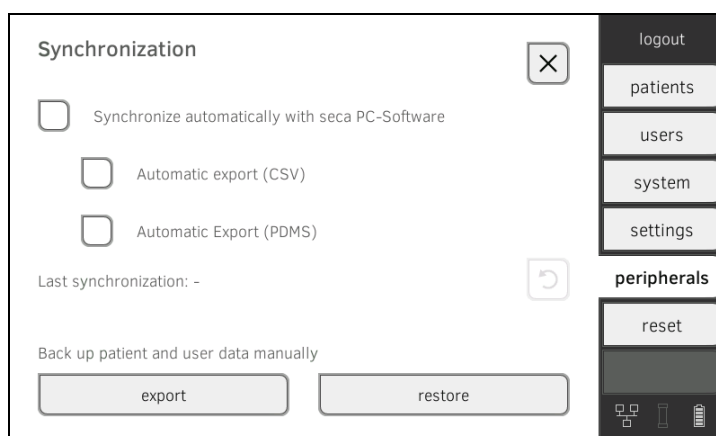 Synchronization
Synchronize automatically with seca PC-Software
Automatic export (CSV)
Automatic Export (PDMS)
Last synchronization: -
Back up patient and user data manually
export
restore
logout
patients
users
system
settings
peripherals
reset